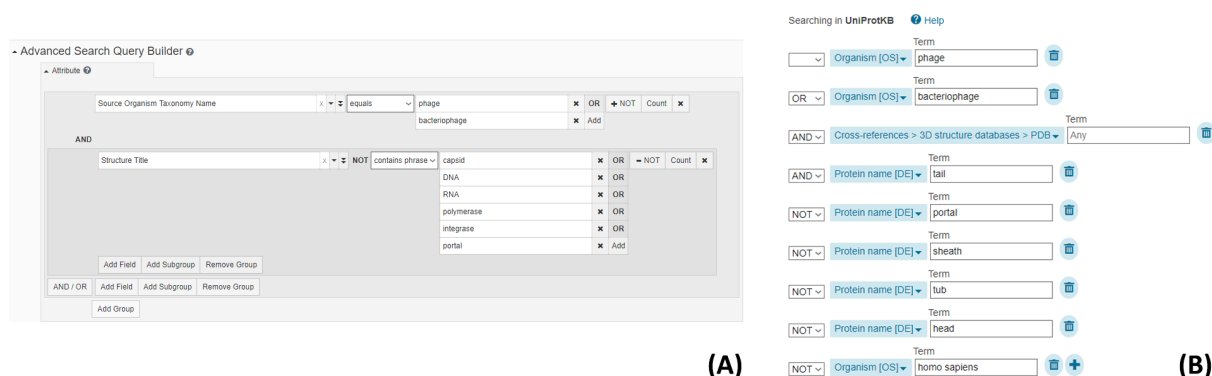 Advanced Search Query Builder
Attribute
Source Organism Taxonomy Name x equals phage OR + NOT Count
bacteriophage Add
AND
Structure Title x NOT contains phrase capsid OR − NOT Count
DNA OR
RNA OR
polymerase OR
integrase OR
portal Add
Add Field Add Subgroup Remove Group
AND / OR Add Field Add Subgroup Remove Group
Add Group
(A)
Searching in UniProtKB ? Help
Term
Organism [OS] phage
Term
OR Organism [OS] bacteriophage
Term
AND Cross-references > 3D structure databases > PDB Any
Term
AND Protein name [DE] tail
Term
NOT Protein name [DE] portal
Term
NOT Protein name [DE] sheath
Term
NOT Protein name [DE] tub
Term
NOT Protein name [DE] head
Term
NOT Organism [OS] homo sapiens
(B)